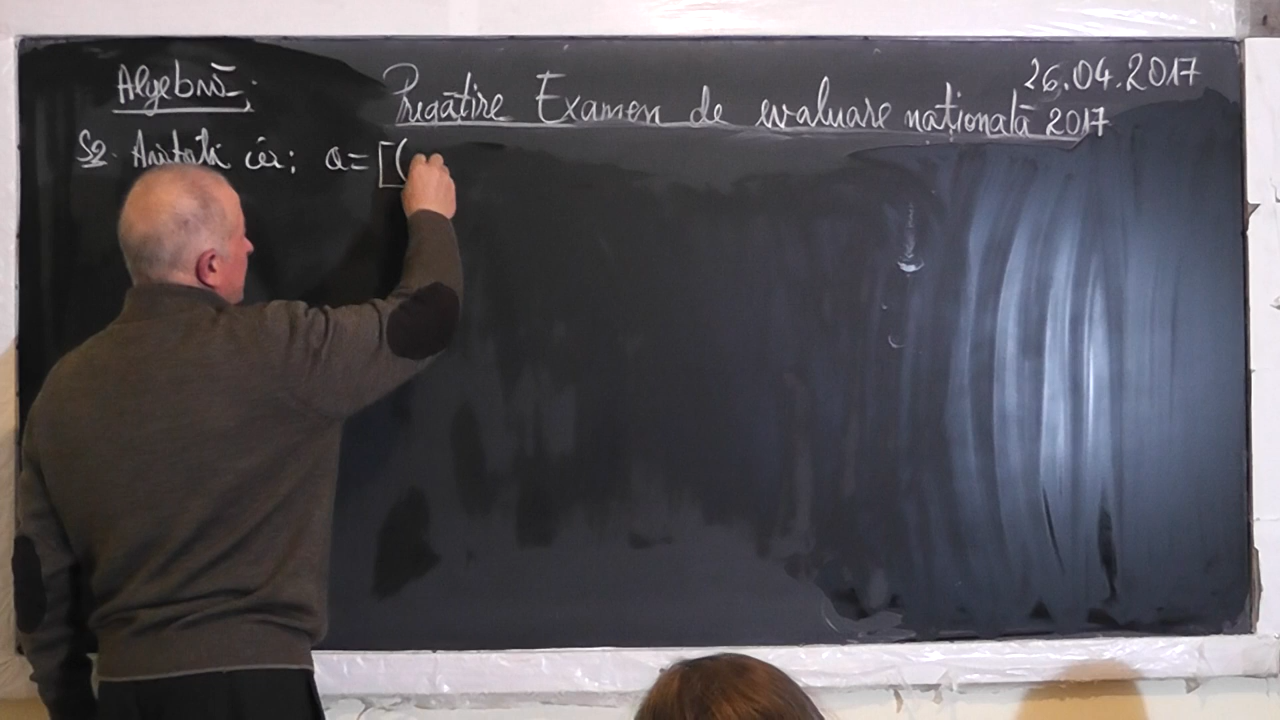 Algebră;
Pregătire Examen de evaluare națională 2017
26.04.2017
S2. Arătați că; a=[(